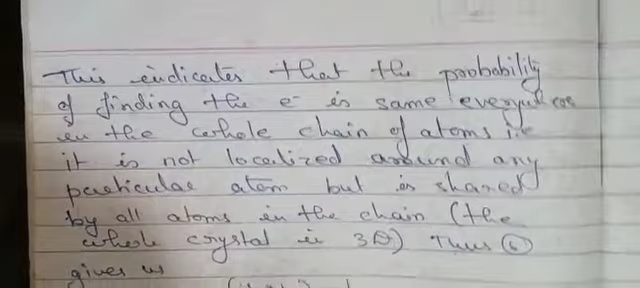 This indicates that the probability
of finding the e⁻ is same everywhere
in the whole chain of atoms i.e
it is not localized around any
particular atom but is shared
by all atoms in the chain (the
whole crystal in 3D) Thus ⑥
gives us